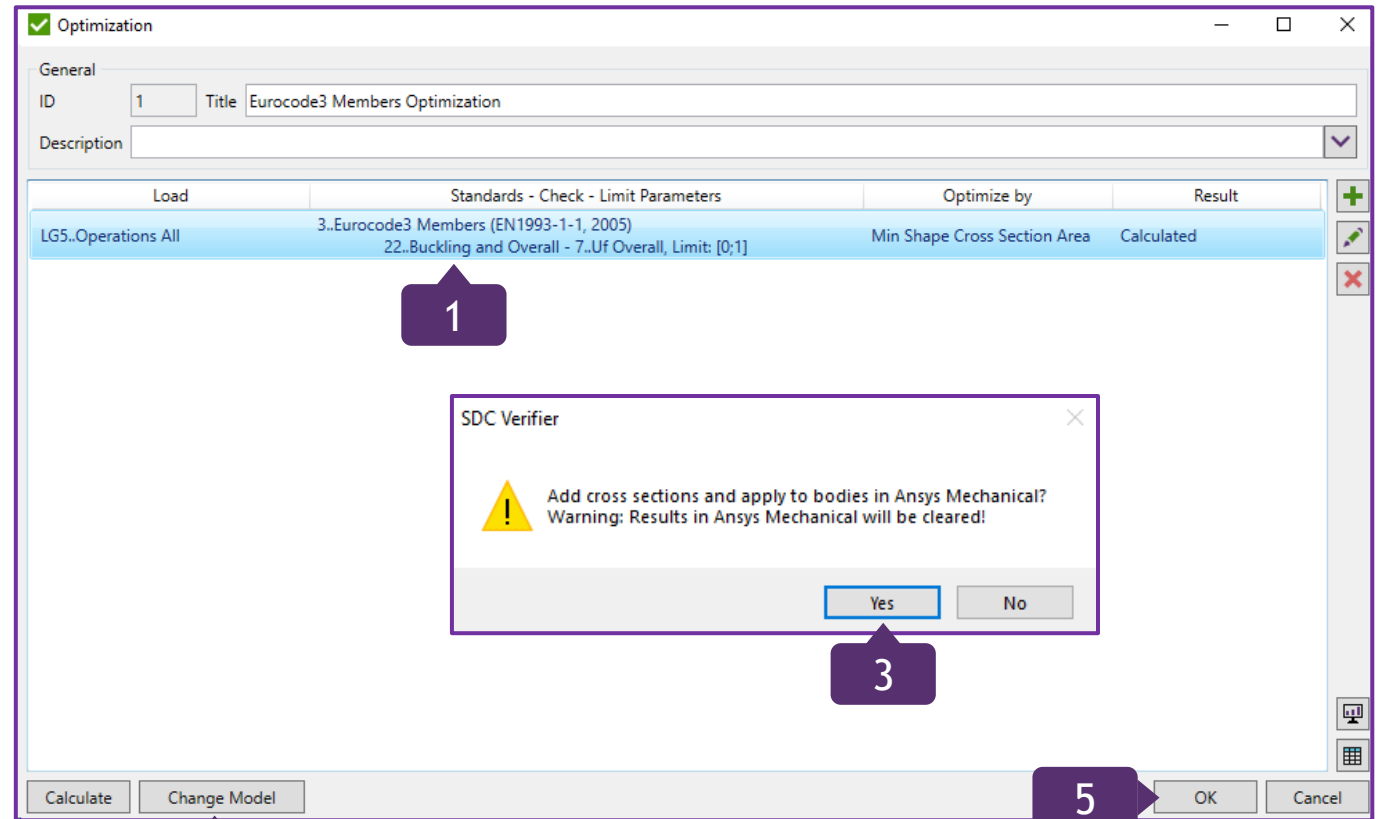 Optimization
General
ID 1 Title Eurocode3 Members Optimization
Description
Load Standards - Check - Limit Parameters Optimize by Result
LG5..Operations All 3..Eurocode3 Members (EN1993-1-1, 2005) Min Shape Cross Section Area Calculated
22..Buckling and Overall - 7..Uf Overall, Limit: [0;1]
1
SDC Verifier
Add cross sections and apply to bodies in Ansys Mechanical?
Warning: Results in Ansys Mechanical will be cleared!
Yes No
3
Calculate Change Model 5 OK Cancel